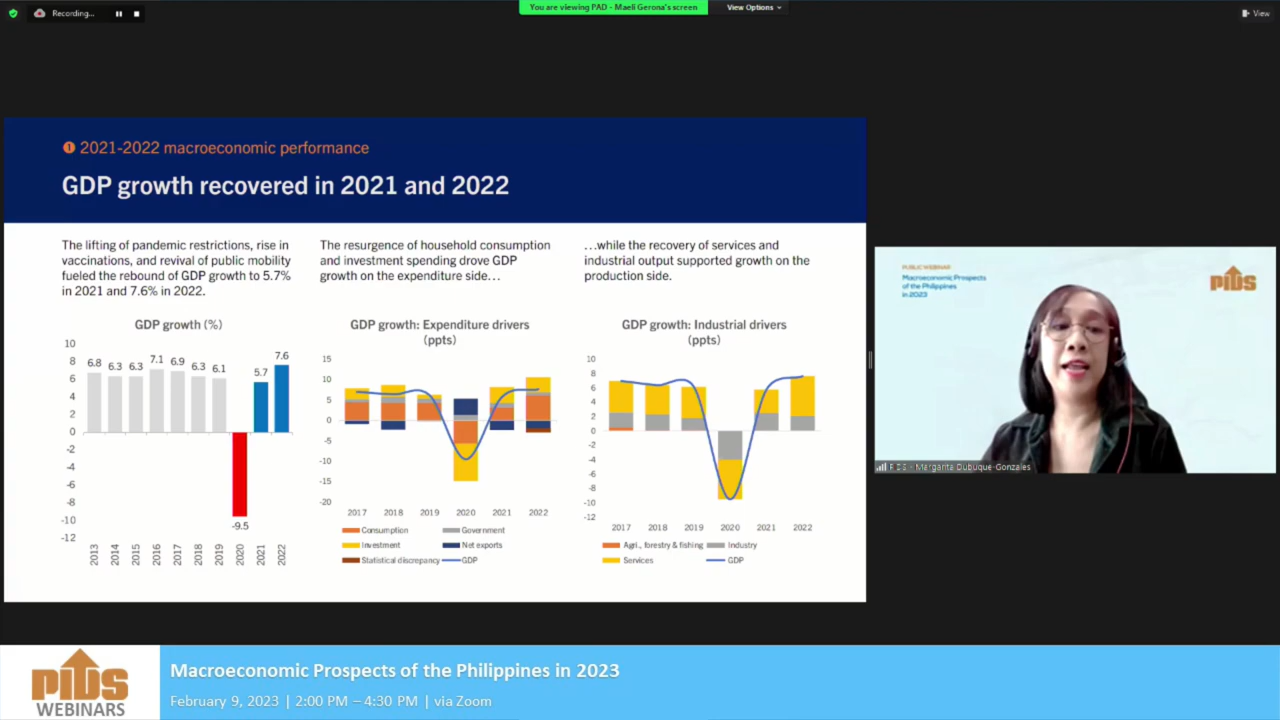 Recording...
You are viewing PAD - Maeli Gerona's screen
View Options
View
❶ 2021-2022 macroeconomic performance
GDP growth recovered in 2021 and 2022
The lifting of pandemic restrictions, rise in
vaccinations, and revival of public mobility
fueled the rebound of GDP growth to 5.7%
in 2021 and 7.6% in 2022.
The resurgence of household consumption
and investment spending drove GDP
growth on the expenditure side…
…while the recovery of services and
industrial output supported growth on the
production side.
GDP growth (%)
10
8
6
4
2
0
-2
-4
-6
-8
-10
-12
6.8
6.3
6.3
7.1
6.9
6.3
6.1
-9.5
5.7
7.6
2013
2014
2015
2016
2017
2018
2019
2020
2021
2022
GDP growth: Expenditure drivers
(ppts)
15
10
5
0
-5
-10
-15
-20
2017 2018 2019 2020 2021 2022
Consumption Government
Investment Net exports
Statistical discrepancy GDP
GDP growth: Industrial drivers
(ppts)
10
8
6
4
2
0
-2
-4
-6
-8
-10
-12
2017 2018 2019 2020 2021 2022
Agri., forestry & fishing Industry
Services GDP
PUBLIC WEBINAR
Macroeconomic Prospects
of the Philippines
in 2023
PIDS
PIDS - Margarita Dubuque-Gonzales
PIDS
WEBINARS
Macroeconomic Prospects of the Philippines in 2023
February 9, 2023 | 2:00 PM – 4:30 PM | via Zoom